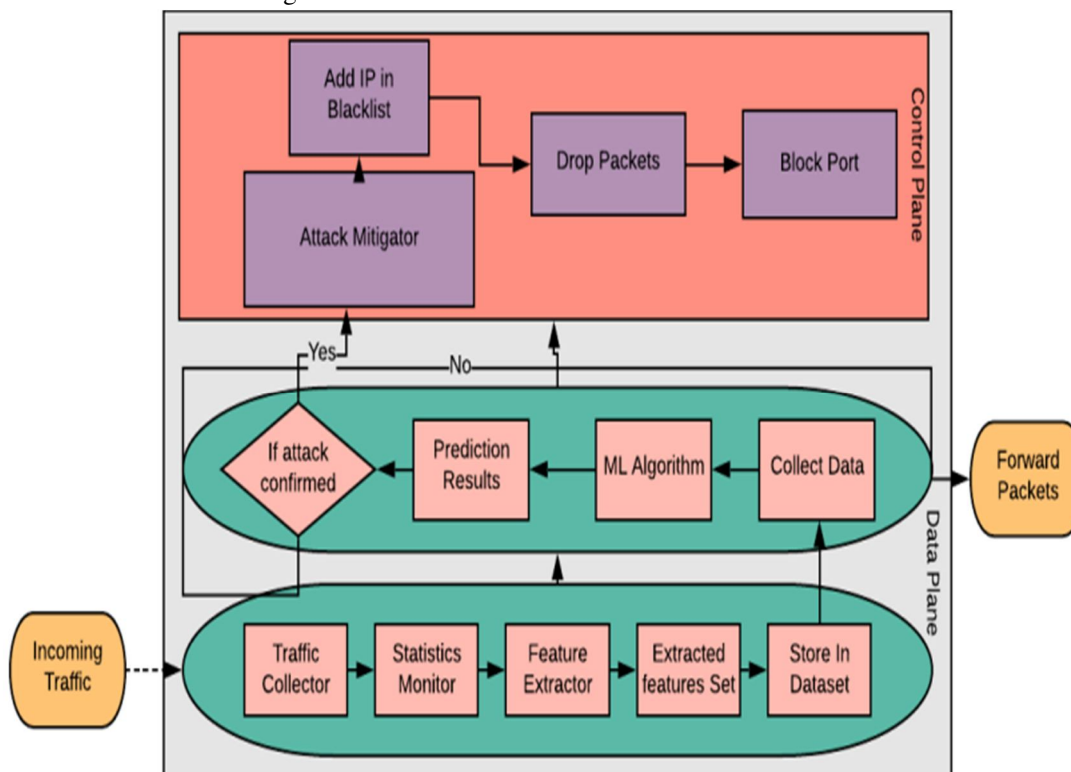 Add IP in
Blacklist
Drop Packets
Block Port
Attack Mitigator
Control Plane
Yes
No
If attack
confirmed
Prediction
Results
ML Algorithm
Collect Data
Forward
Packets
Data Plane
Incoming
Traffic
Traffic
Collector
Statistics
Monitor
Feature
Extractor
Extracted
features Set
Store In
Dataset